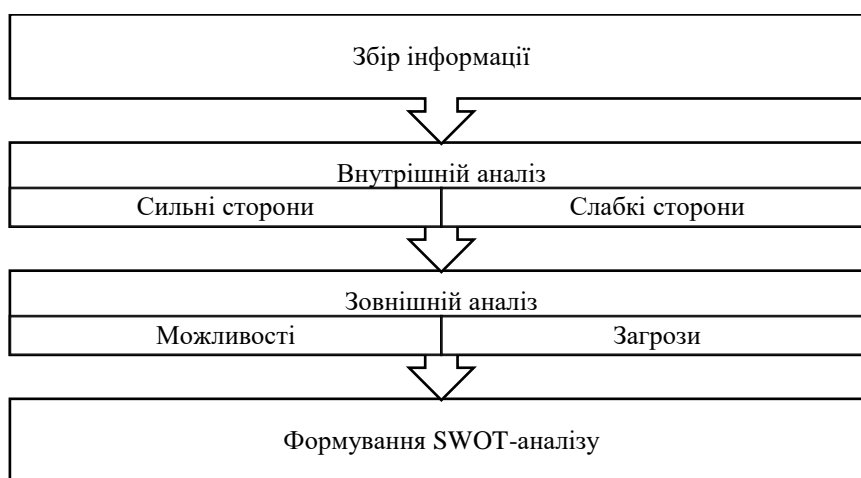 Збір інформації
Внутрішній аналіз
Сильні сторони
Слабкі сторони
Зовнішній аналіз
Можливості
Загрози
Формування SWOT-аналізу